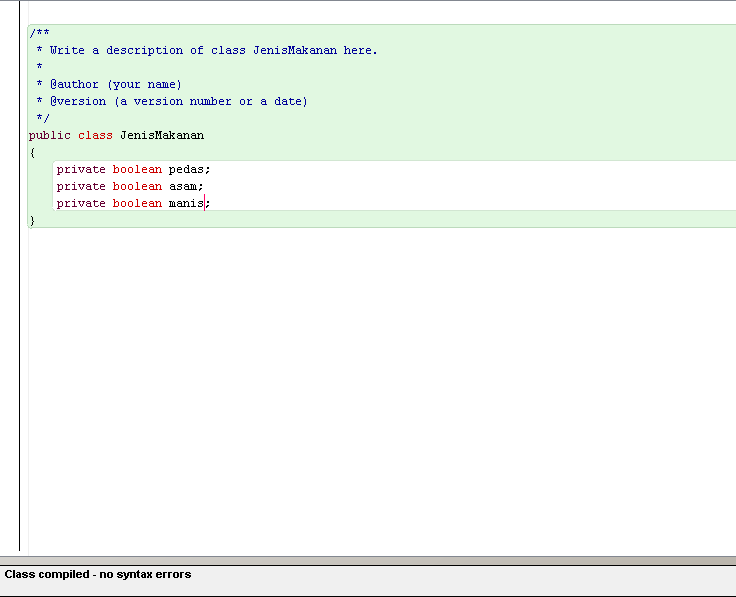 /**
 * Write a description of class JenisMakanan here.
 *
 * @author (your name)
 * @version (a version number or a date)
 */
public class JenisMakanan
{
    private boolean pedas;
    private boolean asam;
    private boolean manis;
}
Class compiled - no syntax errors